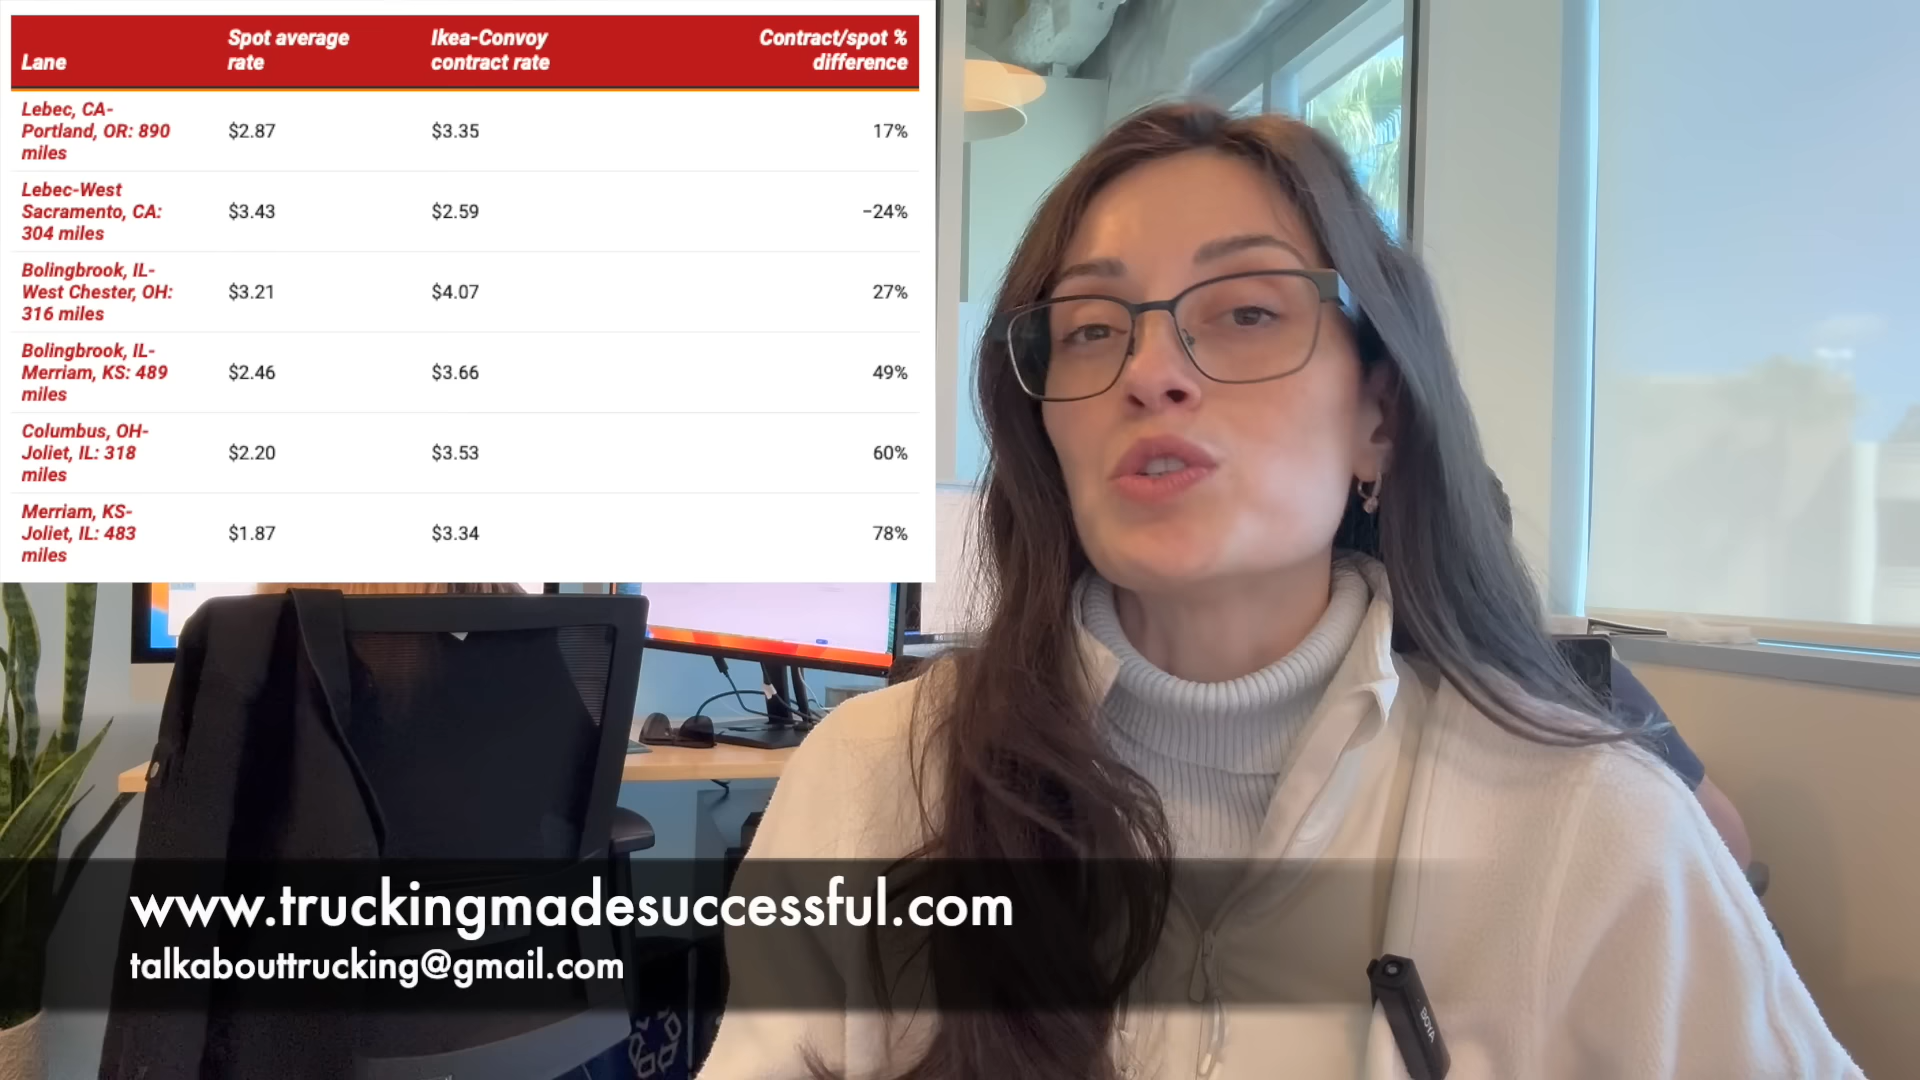 Lane
Spot average
rate
Ikea-Convoy
contract rate
Contract/spot %
difference
Lebec, CA-
Portland, OR: 890
miles
$2.87
$3.35
17%
Lebec-West
Sacramento, CA:
304 miles
$3.43
$2.59
−24%
Bolingbrook, IL-
West Chester, OH:
316 miles
$3.21
$4.07
27%
Bolingbrook, IL-
Merriam, KS: 489
miles
$2.46
$3.66
49%
Columbus, OH-
Joliet, IL: 318
miles
$2.20
$3.53
60%
Merriam, KS-
Joliet, IL: 483
miles
$1.87
$3.34
78%
www.truckingmadesuccessful.com
talkabouttrucking@gmail.com
BOYA